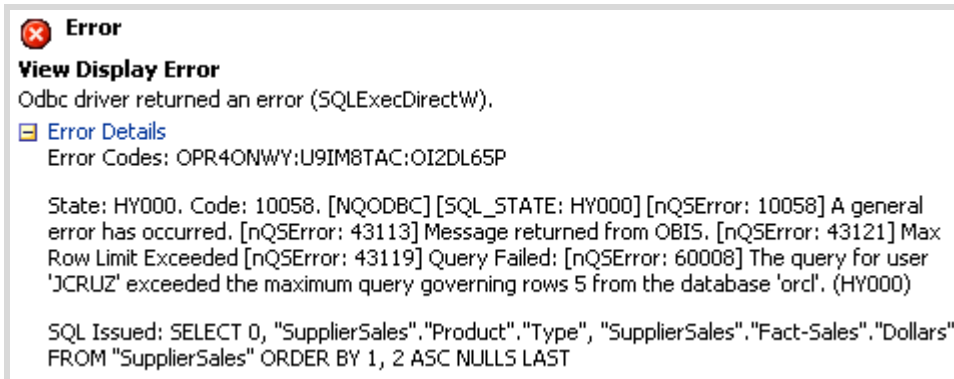 Error
View Display Error
Odbc driver returned an error (SQLExecDirectW).
Error Details
Error Codes: OPR4ONWY:U9IM8TAC:OI2DL65P
State: HY000. Code: 10058. [NQODBC] [SQL_STATE: HY000] [nQSError: 10058] A general
error has occurred. [nQSError: 43113] Message returned from OBIS. [nQSError: 43121] Max
Row Limit Exceeded [nQSError: 43119] Query Failed: [nQSError: 60008] The query for user
'JCRUZ' exceeded the maximum query governing rows 5 from the database 'orcl'. (HY000)
SQL Issued: SELECT 0, "SupplierSales"."Product"."Type", "SupplierSales"."Fact-Sales"."Dollars"
FROM "SupplierSales" ORDER BY 1, 2 ASC NULLS LAST